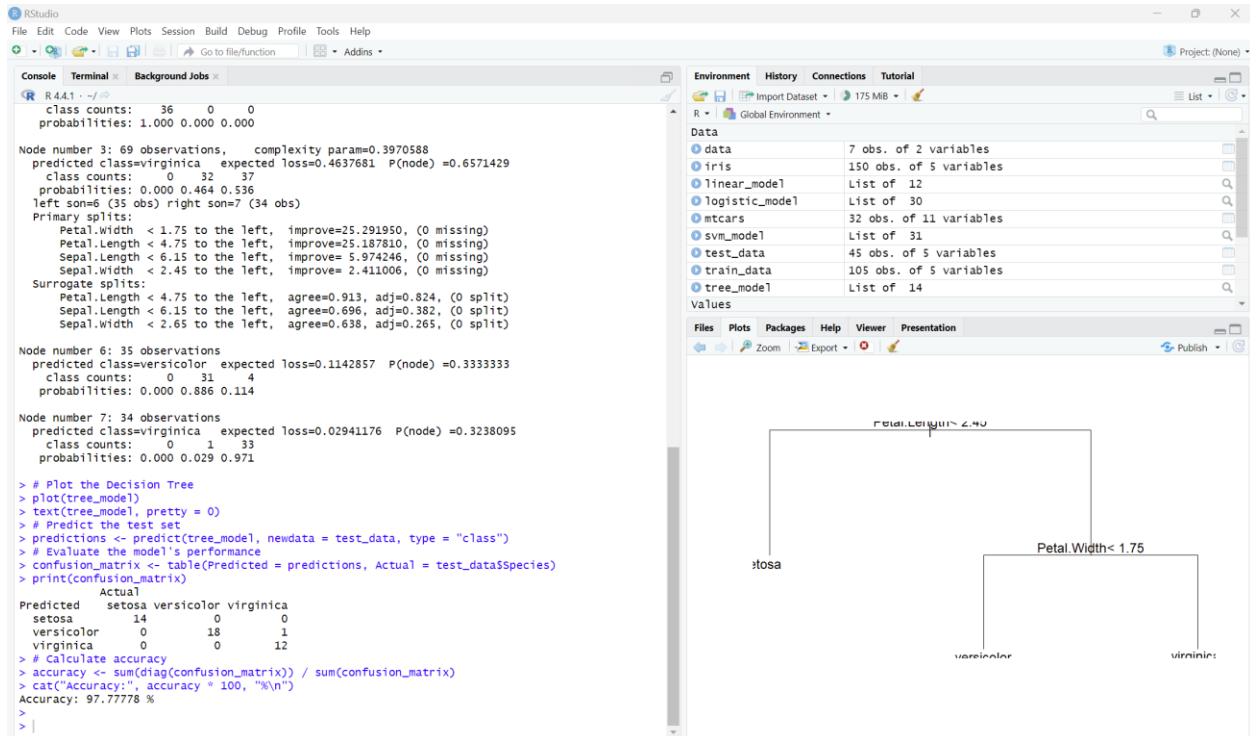 RStudio
File Edit Code View Plots Session Build Debug Profile Tools Help
Go to file/function Addins Project: (None)
Console Terminal Background Jobs
R 4.4.1 · ~/
class counts: 36 0 0
probabilities: 1.000 0.000 0.000
Node number 3: 69 observations, complexity param=0.3970588
predicted class=virginica expected loss=0.4637681 P(node) =0.6571429
class counts: 0 32 37
probabilities: 0.000 0.464 0.536
left son=6 (35 obs) right son=7 (34 obs)
Primary splits:
Petal.Width < 1.75 to the left, improve=25.291950, (0 missing)
Petal.Length < 4.75 to the left, improve=25.187810, (0 missing)
Sepal.Length < 6.15 to the left, improve= 5.974246, (0 missing)
Sepal.Width < 2.45 to the left, improve= 2.411006, (0 missing)
Surrogate splits:
Petal.Length < 4.75 to the left, agree=0.913, adj=0.824, (0 split)
Sepal.Length < 6.15 to the left, agree=0.696, adj=0.382, (0 split)
Sepal.Width < 2.65 to the left, agree=0.638, adj=0.265, (0 split)
Node number 6: 35 observations
predicted class=versicolor expected loss=0.1142857 P(node) =0.3333333
class counts: 0 31 4
probabilities: 0.000 0.886 0.114
Node number 7: 34 observations
predicted class=virginica expected loss=0.02941176 P(node) =0.3238095
class counts: 0 1 33
probabilities: 0.000 0.029 0.971
> # Plot the Decision Tree
> plot(tree_model)
> text(tree_model, pretty = 0)
> # Predict the test set
> predictions <- predict(tree_model, newdata = test_data, type = "class")
> # Evaluate the model's performance
> confusion_matrix <- table(Predicted = predictions, Actual = test_data$Species)
> print(confusion_matrix)
Actual
Predicted setosa versicolor virginica
setosa 14 0 0
versicolor 0 18 1
virginica 0 0 12
> # Calculate accuracy
> accuracy <- sum(diag(confusion_matrix)) / sum(confusion_matrix)
> cat("Accuracy:", accuracy * 100, "%\n")
Accuracy: 97.77778 %
>
>
Environment History Connections Tutorial
Import Dataset 175 MiB List
R Global Environment
Data
data 7 obs. of 2 variables
iris 150 obs. of 5 variables
linear_model List of 12
logistic_model List of 30
mtcars 32 obs. of 11 variables
svm_model List of 31
test_data 45 obs. of 5 variables
train_data 105 obs. of 5 variables
tree_model List of 14
Values
Files Plots Packages Help Viewer Presentation
Zoom Export Publish
Petal.Length< 2.45
Petal.Width< 1.75
etosa
versicolor virginica